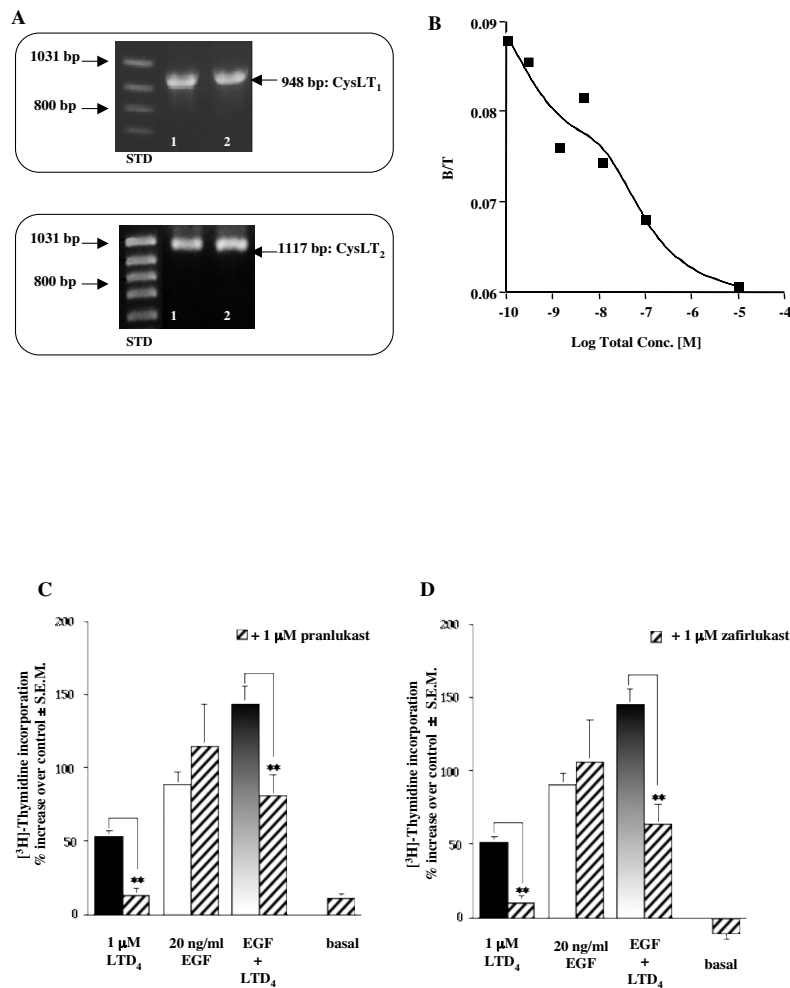 A
1031 bp
948 bp: CysLT1
800 bp
1 2
STD
1031 bp
1117 bp: CysLT2
800 bp
1 2
STD
B
0.09
0.08
0.07
0.06
B/T
-10 -9 -8 -7 -6 -5 -4
Log Total Conc. [M]
C
[³H]-Thymidine incorporation
% increase over control ± S.E.M.
200
150
100
50
0
+ 1 µM pranlukast
**
**
1 µM
LTD4
20 ng/ml
EGF
EGF
+
LTD4
basal
D
[³H]-Thymidine incorporation
% increase over control ± S.E.M.
200
150
100
50
0
+ 1 µM zafirlukast
**
**
1 µM
LTD4
20 ng/ml
EGF
EGF
+
LTD4
basal